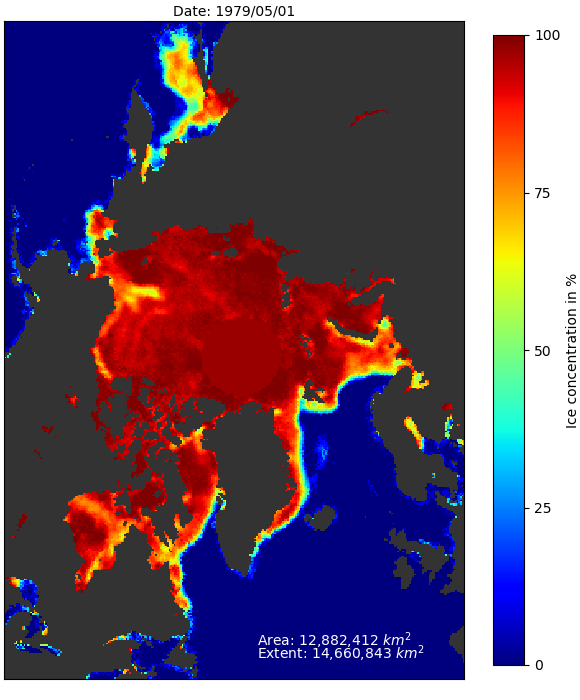 Date: 1979/05/01
100
75
50
25
0
Ice concentration in %
Area: 12,882,412 km²
Extent: 14,660,843 km²